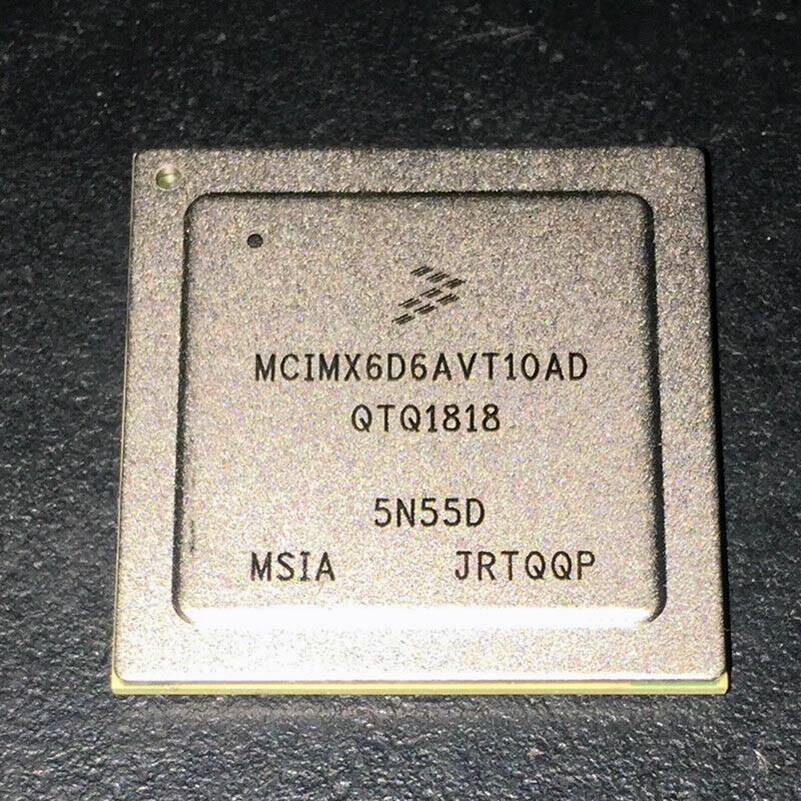 MCIMX6D6AVT10AD
QTQ1818
5N55D
MSIA JRTQQP